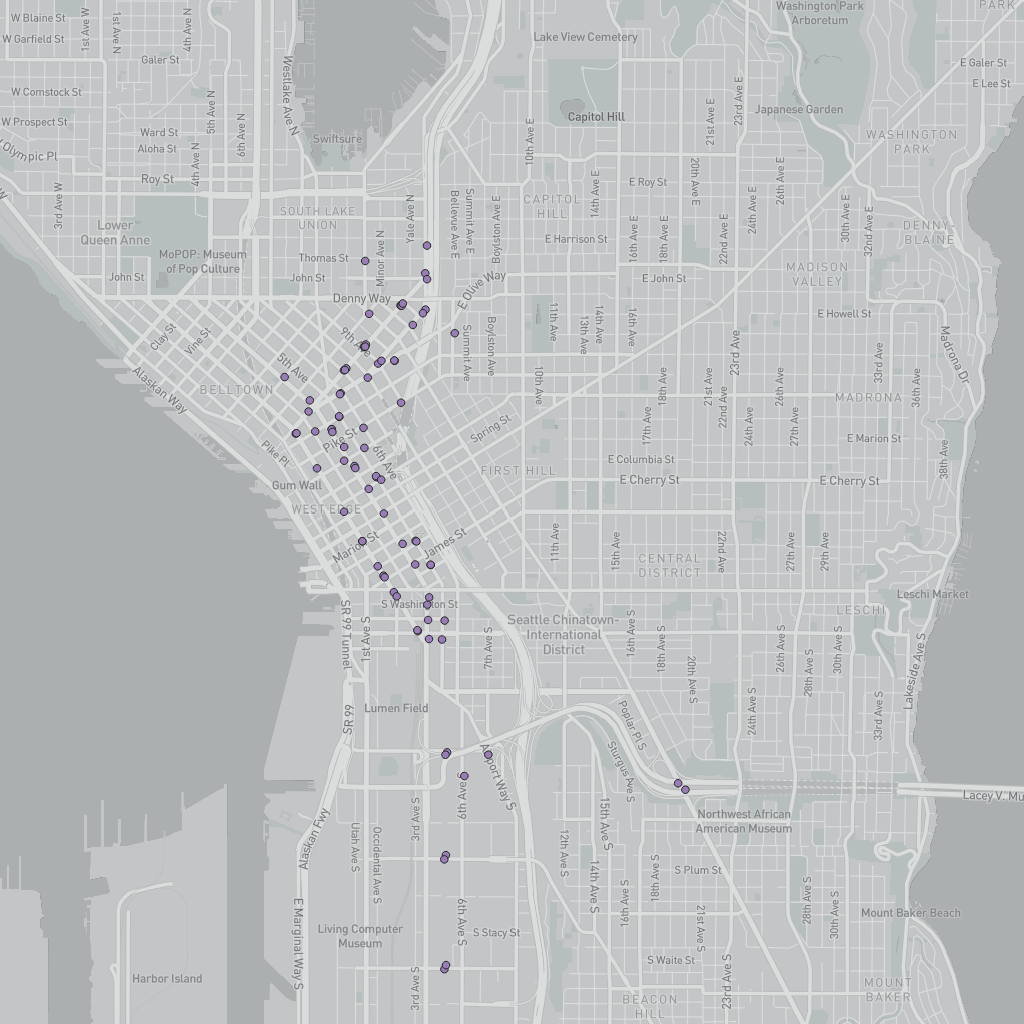 W Blaine St
W Garfield St
1st Ave W
1st Ave N
4th Ave N
Galer St
W Comstock St
5th Ave N
6th Ave N
Westlake Ave N
W Prospect St
Ward St
Aloha St
Olympic Pl
Roy St
4th Ave N
3rd Ave W
Swiftsure
Lake View Cemetery
Washington Park
Arboretum
PARK
E Galer St
E Lee St
Capitol Hill
10th Ave E
21st Ave E
23rd Ave E
Japanese Garden
WASHINGTON
PARK
E Roy St
14th Ave E
20th Ave E
26th Ave E
Lower
Queen Anne
SOUTH LAKE
UNION
MoPOP: Museum
of Pop Culture
Yale Ave N
Minor Ave N
Bellevue Ave E
Summit Ave E
Boylston Ave E
CAPITOL
HILL
E Harrison St
16th Ave E
18th Ave E
22nd Ave E
24th Ave E
30th Ave E
32nd Ave E
DENNY-
BLAINE
Thomas St
John St
John St
Denny Way
E Olive Way
E John St
MADISON
VALLEY
E Howell St
Clay St
Vine St
9th Ave
5th Ave
BELLTOWN
Alaskan Way
Summit Ave
Boylston Ave
11th Ave
13th Ave
14th Ave
16th Ave
10th Ave
18th Ave
23rd Ave
21st Ave
22nd Ave
24th Ave
26th Ave
27th Ave
33rd Ave
36th Ave
Madrona Dr
MADRONA
17th Ave
Pike St
Pike Pl
6th Ave
Spring St
FIRST HILL
E Columbia St
E Cherry St
E Marion St
E Cherry St
38th Ave
Gum Wall
WEST EDGE
Marion St
James St
11th Ave
15th Ave
22nd Ave
27th Ave
29th Ave
CENTRAL
DISTRICT
Leschi Market
LESCHI
S Washington St
SR 99 Tunnel
1st Ave S
7th Ave S
Seattle Chinatown-
International
District
16th Ave S
18th Ave S
20th Ave S
26th Ave S
28th Ave S
24th Ave S
33rd Ave S
Lakeside Ave S
Lumen Field
SR 99
Airport Way S
Poplar Pl S
Sturgus Ave S
Lacey V. Mu
Northwest African
American Museum
Alaskan Fwy
Utah Ave S
Occidental Ave S
3rd Ave S
6th Ave S
12th Ave S
15th Ave S
14th Ave S
16th Ave S
18th Ave S
S Plum St
21st Ave S
28th Ave S
30th Ave S
Mount Baker Beach
E Marginal Way S
Living Computer
Museum
6th Ave S
S Stacy St
S Waite St
23rd Ave S
3rd Ave S
Harbor Island
BEACON
HILL
MOUNT
BAKER